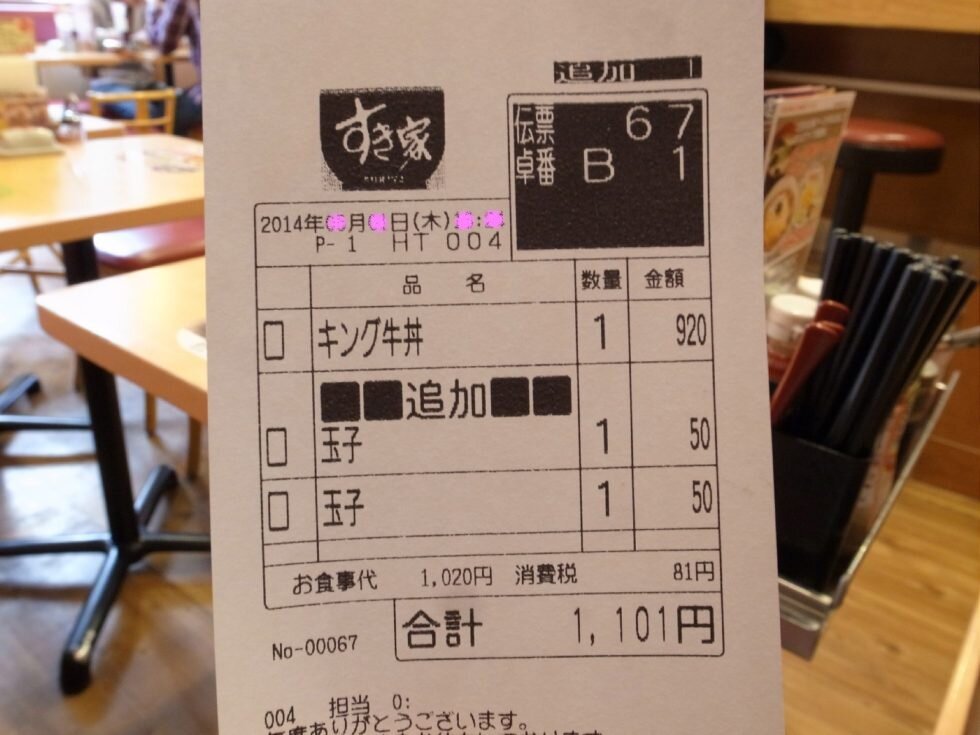 追加 1
すき家
SUKIYA
伝票 67
卓番 B 1
2014年 月 日(木) :
P- 1 HT 004
品 名 数量 金額
キング牛丼 1 920
■■追加■■
玉子 1 50
玉子 1 50
お食事代 1,020円 消費税 81円
合計 1,101円
No-00067
004 担当 0:
毎度ありがとうございます。